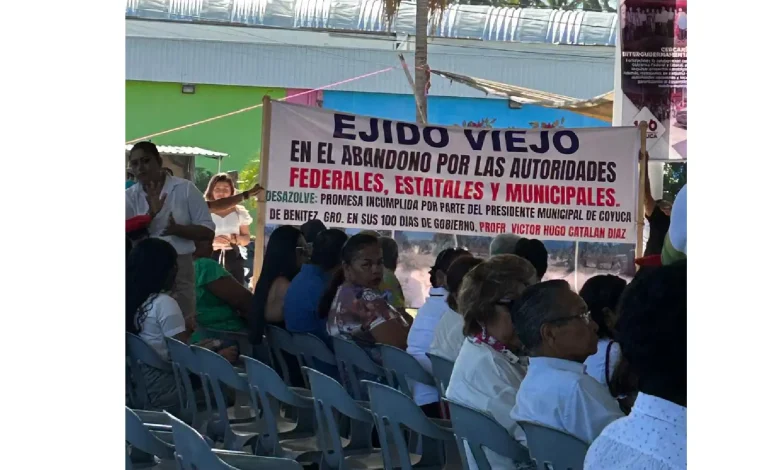 EJIDO VIEJO
EN EL ABANDONO POR LAS AUTORIDADES
FEDERALES, ESTATALES Y MUNICIPALES.
DESAZOLVE: PROMESA INCUMPLIDA POR PARTE DEL PRESIDENTE MUNICIPAL DE COYUCA
DE BENITEZ, GRO. EN SUS 100 DIAS DE GOBIERNO, PROFR VICTOR HUGO CATALAN DIAZ